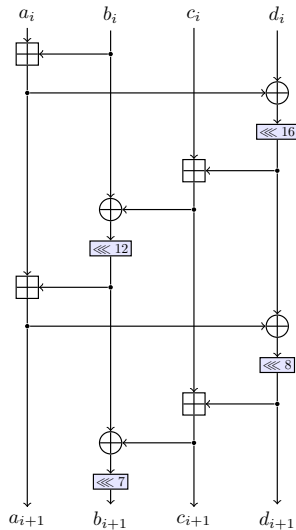 a_i b_i c_i d_i
⋘ 16
⋘ 12
⋘ 8
⋘ 7
a_{i+1} b_{i+1} c_{i+1} d_{i+1}